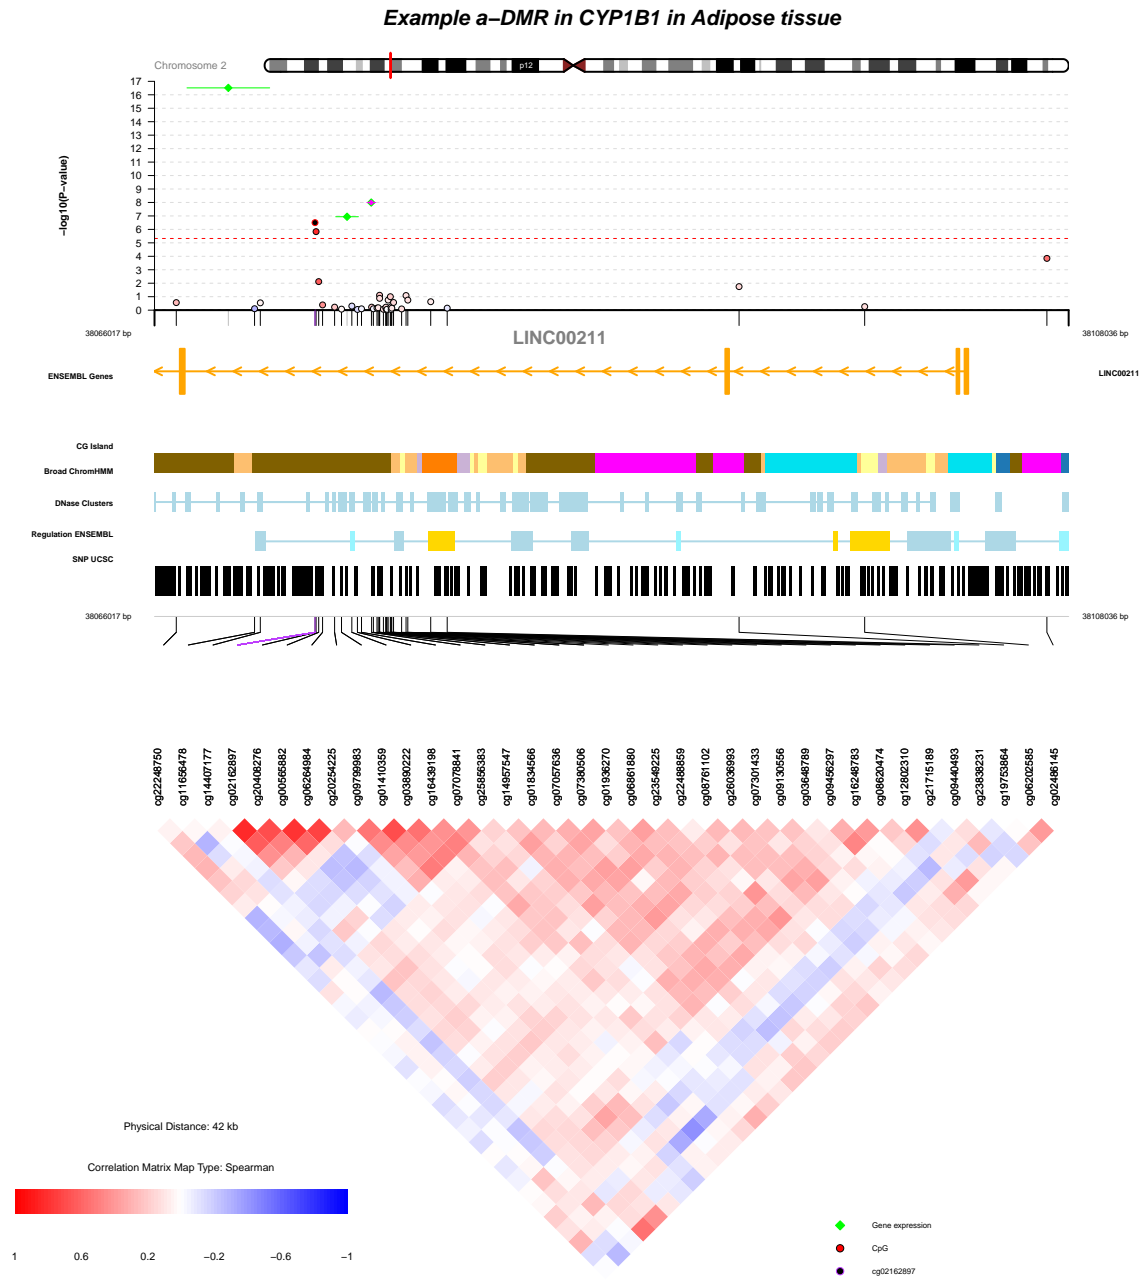 Example a−DMR in CYP1B1 in Adipose tissue
Chromosome 2
p12
−log10(P−value)
17
16
15
14
13
12
11
10
9
8
7
6
5
4
3
2
1
0
38066017 bp
38108036 bp
LINC00211
ENSEMBL Genes
LINC00211
CG Island
Broad ChromHMM
DNase Clusters
Regulation ENSEMBL
SNP UCSC
38066017 bp
38108036 bp
cg22248750
cg11656478
cg14407177
cg02162897
cg20408276
cg00565882
cg06264984
cg20254225
cg09799983
cg01410359
cg03890222
cg16439198
cg07078841
cg25856383
cg14957547
cg01834566
cg07057636
cg07380506
cg01936270
cg06861880
cg23549225
cg22488859
cg08761102
cg26036993
cg07301433
cg09130556
cg03648789
cg09456297
cg16248783
cg08620474
cg12802310
cg21715189
cg09440493
cg23838231
cg19753864
cg06202585
cg02486145
Physical Distance: 42 kb
Correlation Matrix Map Type: Spearman
1 0.6 0.2 −0.2 −0.6 −1
Gene expression
CpG
cg02162897